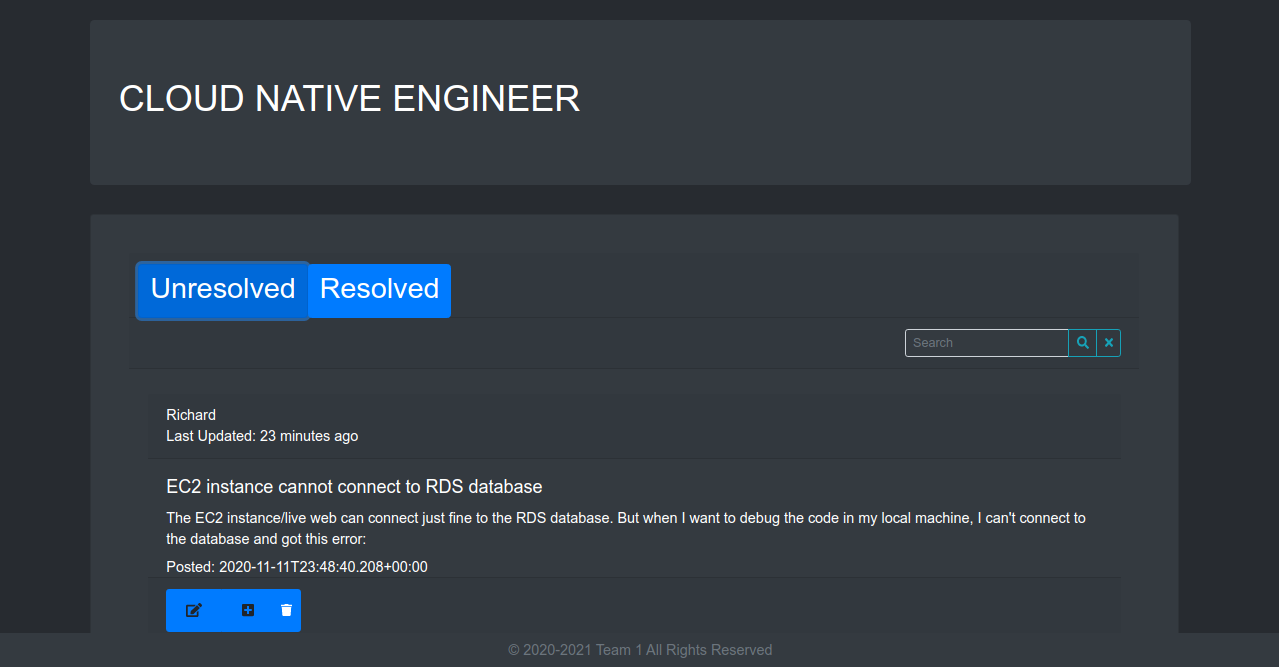 CLOUD NATIVE ENGINEER
Unresolved Resolved
Search
Richard
Last Updated: 23 minutes ago
EC2 instance cannot connect to RDS database
The EC2 instance/live web can connect just fine to the RDS database. But when I want to debug the code in my local machine, I can't connect to
the database and got this error:
Posted: 2020-11-11T23:48:40.208+00:00
© 2020-2021 Team 1 All Rights Reserved